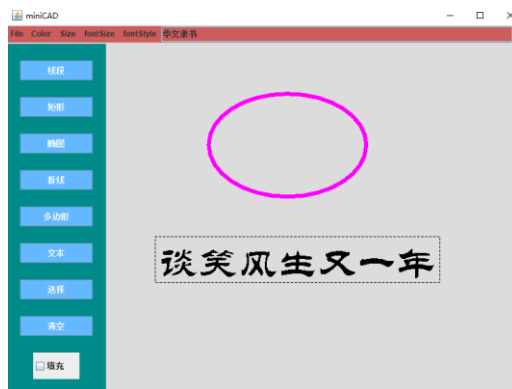 miniCAD
File Color Size fontSize fontStyle 华文隶书
线段
矩形
椭圆
折线
多边形
文本
选择
清空
填充
谈笑风生又一年